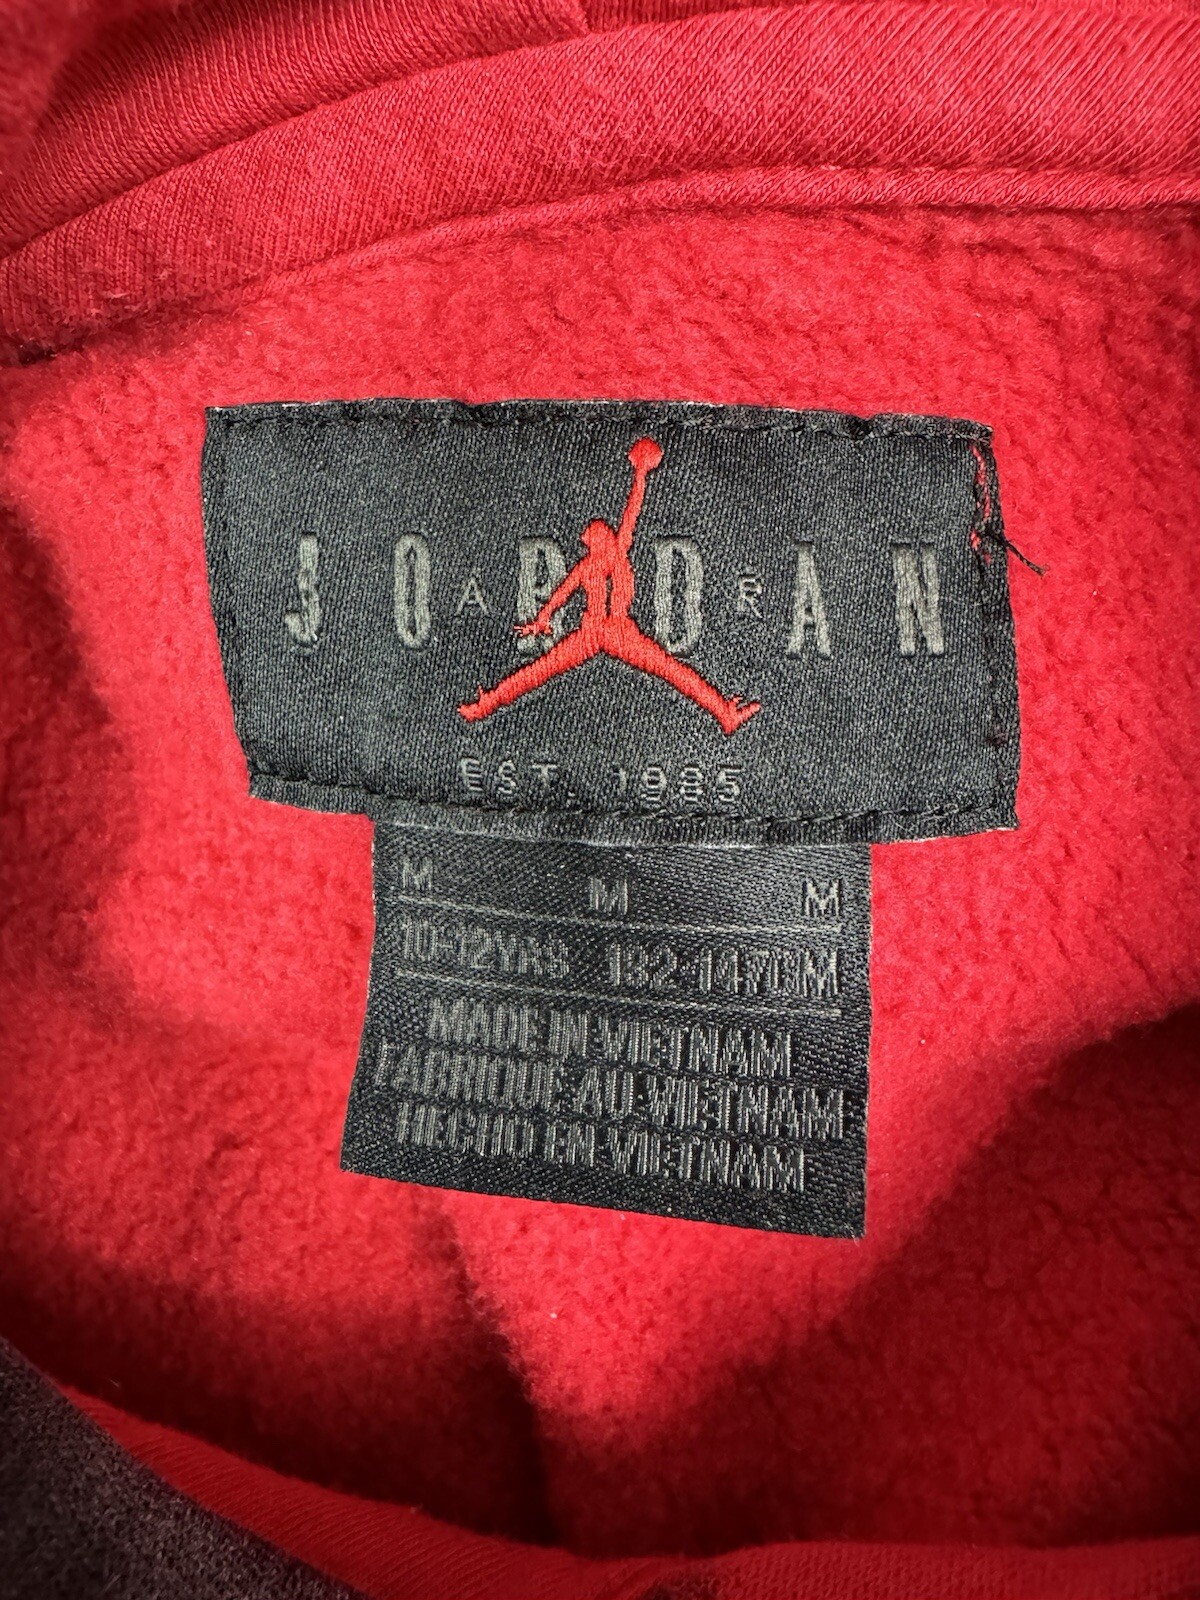 JORDAN
AIR
EST. 1985
M M M
10-12YRS 132-147CM
MADE IN VIETNAM
FABRIQUE AU VIETNAM
HECHO EN VIETNAM